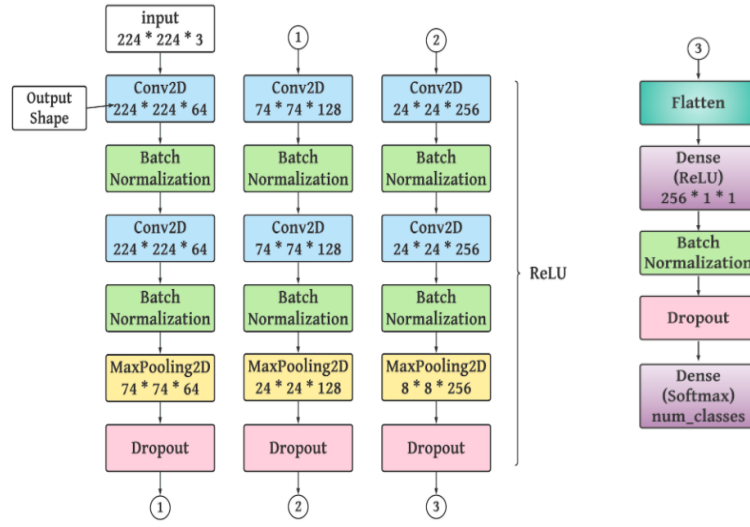 input
224 * 224 * 3
Output
Shape
Conv2D
224 * 224 * 64
Batch
Normalization
Conv2D
224 * 224 * 64
Batch
Normalization
MaxPooling2D
74 * 74 * 64
Dropout
1
1
Conv2D
74 * 74 * 128
Batch
Normalization
Conv2D
74 * 74 * 128
Batch
Normalization
MaxPooling2D
24 * 24 * 128
Dropout
2
2
Conv2D
24 * 24 * 256
Batch
Normalization
Conv2D
24 * 24 * 256
Batch
Normalization
MaxPooling2D
8 * 8 * 256
Dropout
3
ReLU
3
Flatten
Dense
(ReLU)
256 * 1 * 1
Batch
Normalization
Dropout
Dense
(Softmax)
num_classes